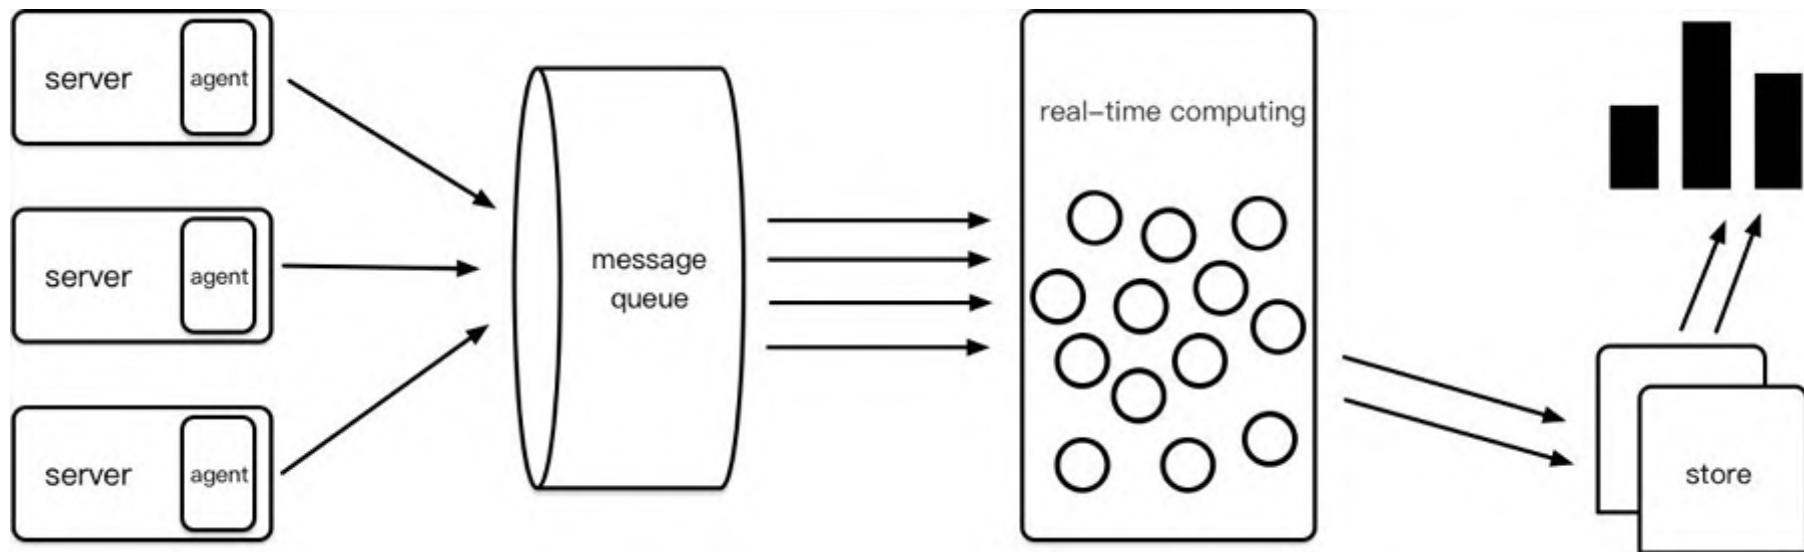 server
agent
server
agent
server
agent
message
queue
real-time computing
store